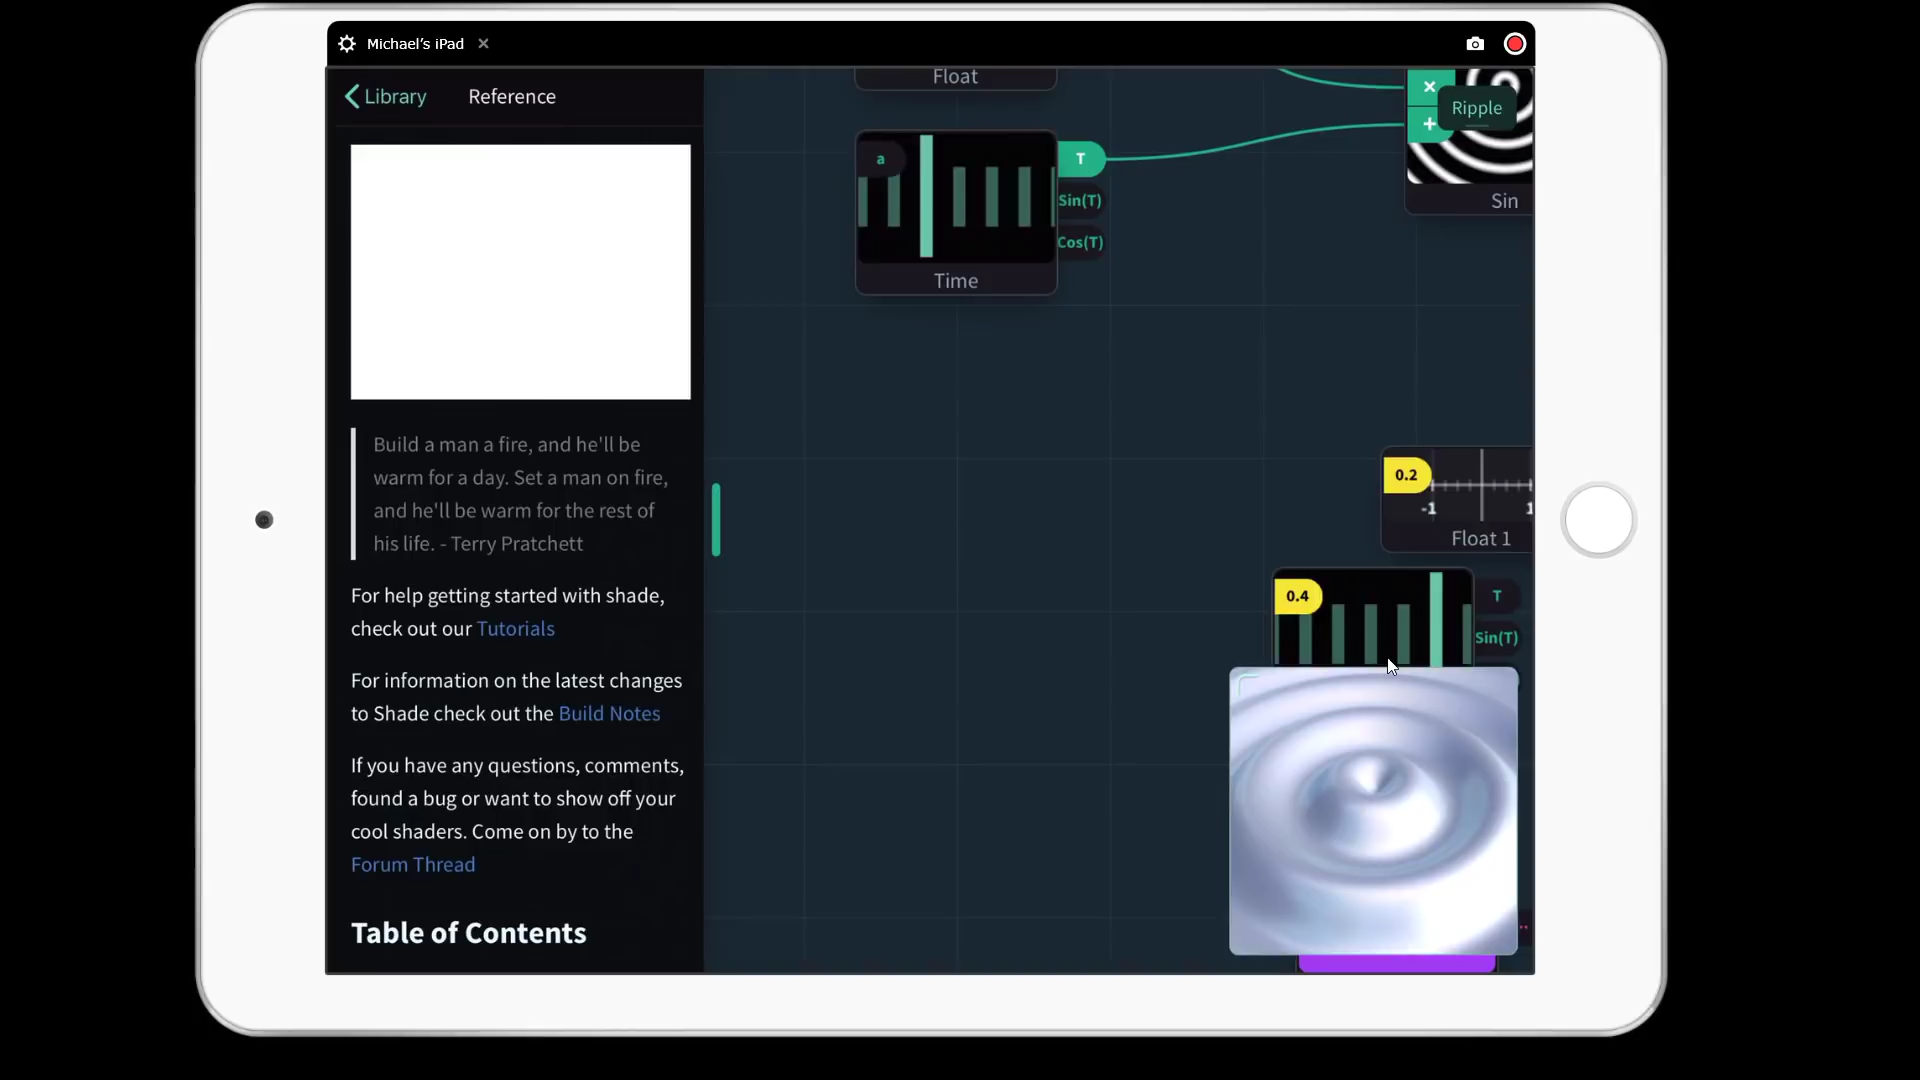 Michael's iPad
Library
Reference
Build a man a fire, and he'll be
warm for a day. Set a man on fire,
and he'll be warm for the rest of
his life. - Terry Pratchett
For help getting started with shade,
check out our Tutorials
For information on the latest changes
to Shade check out the Build Notes
If you have any questions, comments,
found a bug or want to show off your
cool shaders. Come on by to the
Forum Thread
Table of Contents
Float
a
T
Sin(T)
Cos(T)
Time
×
Ripple
+
Sin
0.2
-1
1
Float 1
0.4
T
Sin(T)